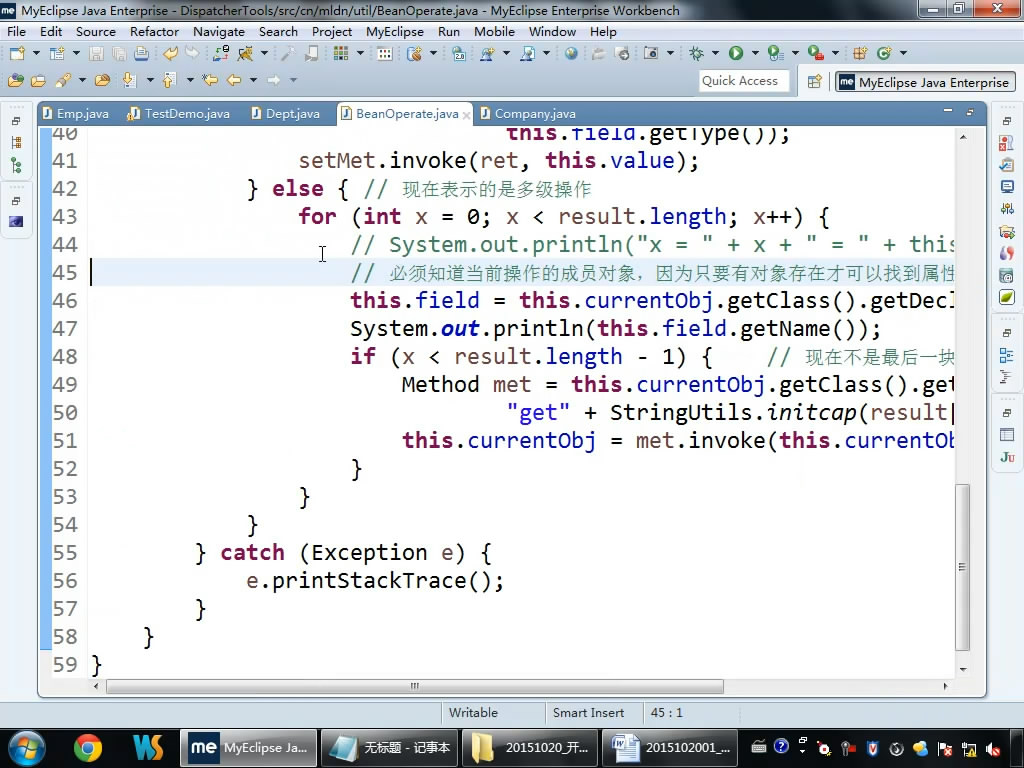 MyEclipse Java Enterprise - DispatcherTools/src/cn/mldn/util/BeanOperate.java - MyEclipse Enterprise Workbench
File Edit Source Refactor Navigate Search Project MyEclipse Run Mobile Window Help
Quick Access
MyEclipse Java Enterprise
Emp.java TestDemo.java Dept.java BeanOperate.java Company.java
40 this.field.getType());
41 setMet.invoke(ret, this.value);
42 } else { // 现在表示的是多级操作
43 for (int x = 0; x < result.length; x++) {
44 // System.out.println("x = " + x + " = " + this
45 // 必须知道当前操作的成员对象，因为只要有对象存在才可以找到属性
46 this.field = this.currentObj.getClass().getDecl
47 System.out.println(this.field.getName());
48 if (x < result.length - 1) { // 现在不是最后一块
49 Method met = this.currentObj.getClass().get
50 "get" + StringUtils.initcap(result[
51 this.currentObj = met.invoke(this.currentOb
52 }
53 }
54 }
55 } catch (Exception e) {
56 e.printStackTrace();
57 }
58 }
59 }
Writable Smart Insert 45 : 1
MyEclipse Ja... 无标题 - 记事本 20151020_开... 2015102001_...